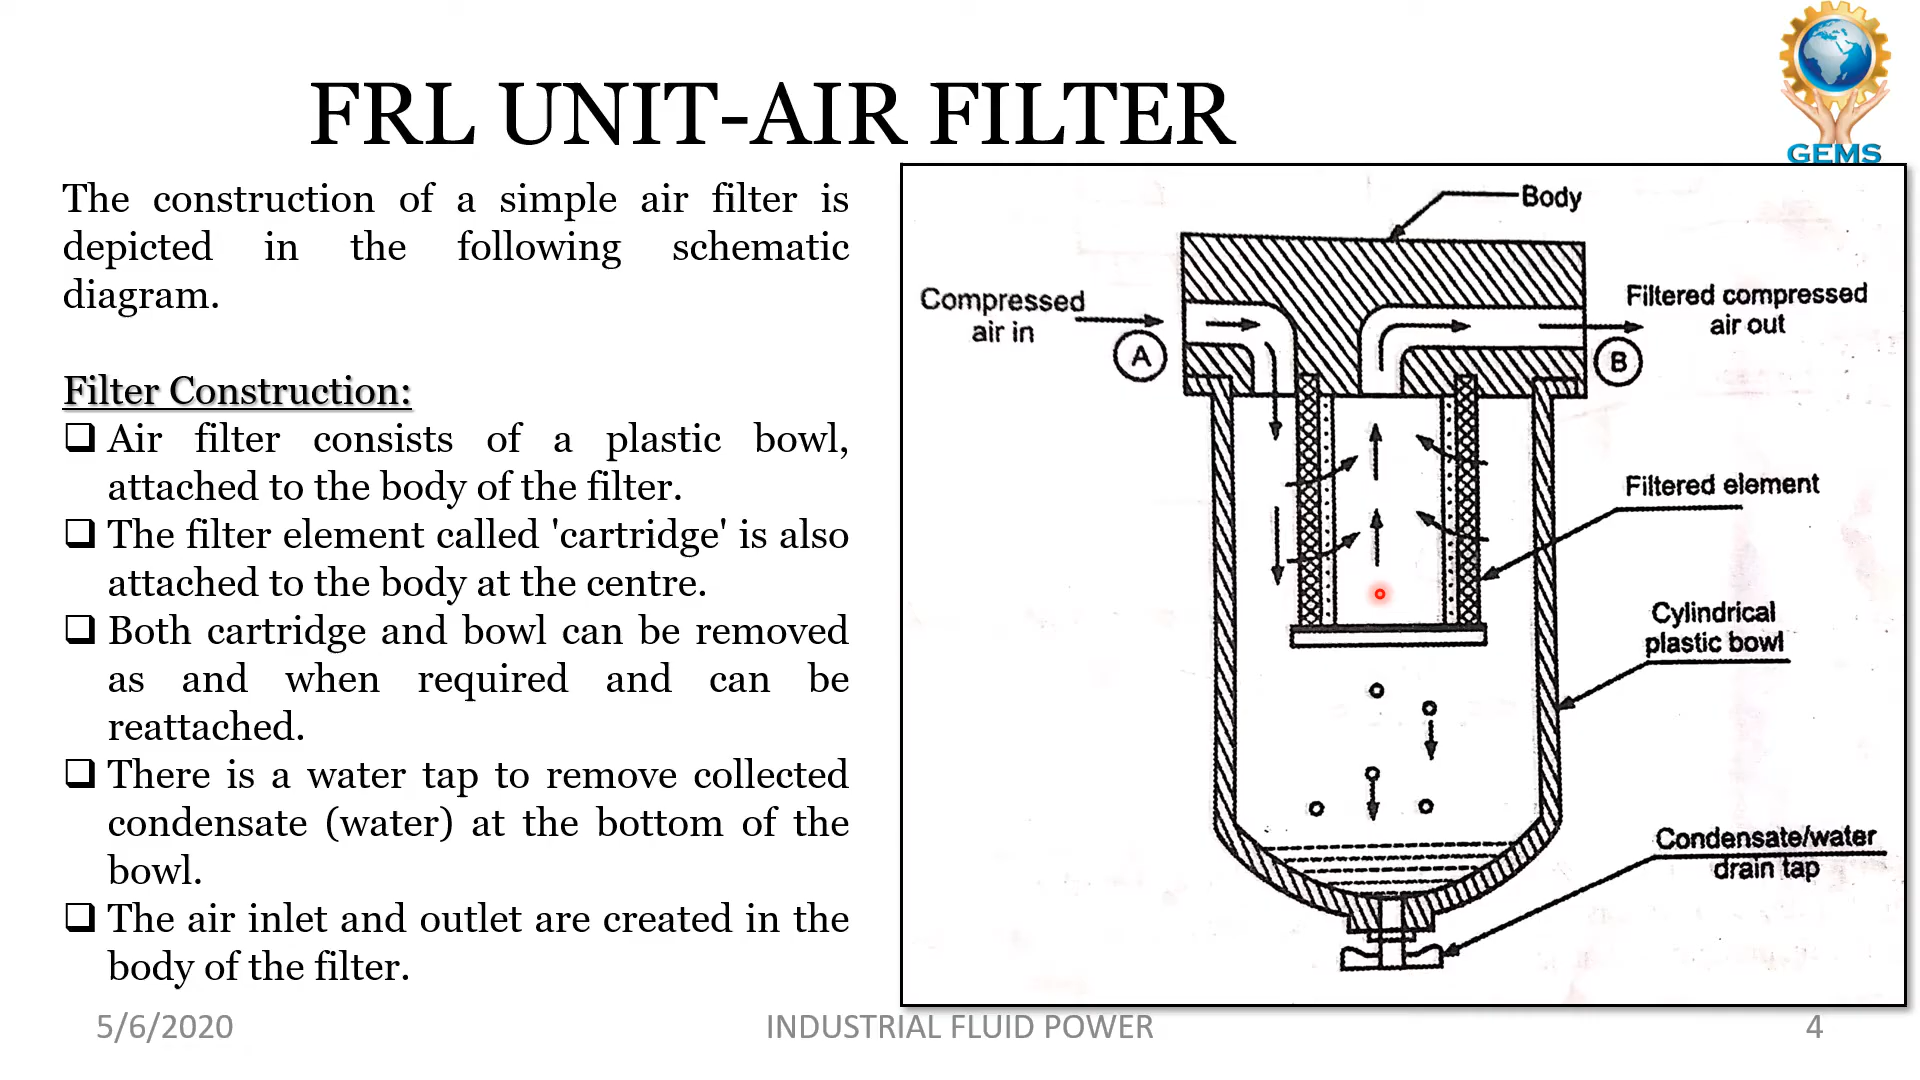 FRL UNIT-AIR FILTER
GEMS
The construction of a simple air filter is
depicted in the following schematic
diagram.
Filter Construction:
❑ Air filter consists of a plastic bowl,
attached to the body of the filter.
❑ The filter element called 'cartridge' is also
attached to the body at the centre.
❑ Both cartridge and bowl can be removed
as and when required and can be
reattached.
❑ There is a water tap to remove collected
condensate (water) at the bottom of the
bowl.
❑ The air inlet and outlet are created in the
body of the filter.
Body
Compressed
air in
A
Filtered compressed
air out
B
Filtered element
Cylindrical
plastic bowl
Condensate/water
drain tap
5/6/2020
INDUSTRIAL FLUID POWER
4